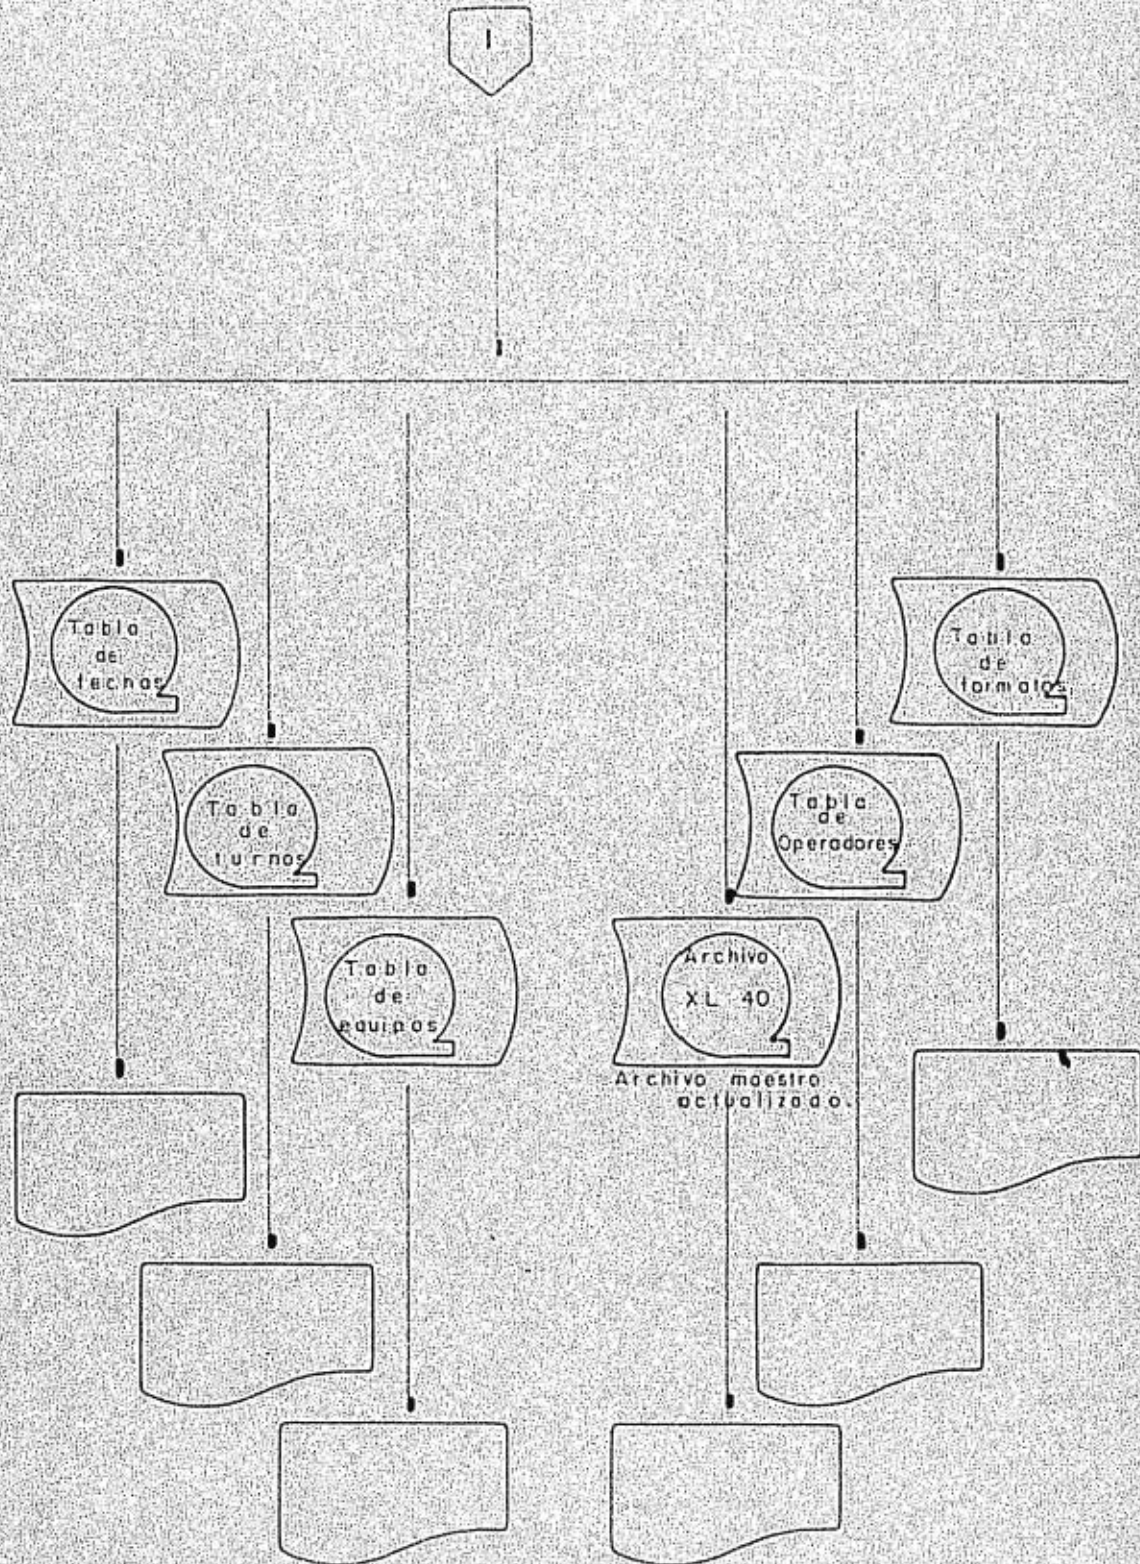 1
Tabla
de
fechas
Tabla
de
formatos
Tabla
de
turnos
Tabla
de
Operadores
Tabla
de
equipos
Archivo
XL 40
Archivo maestro
actualizado.